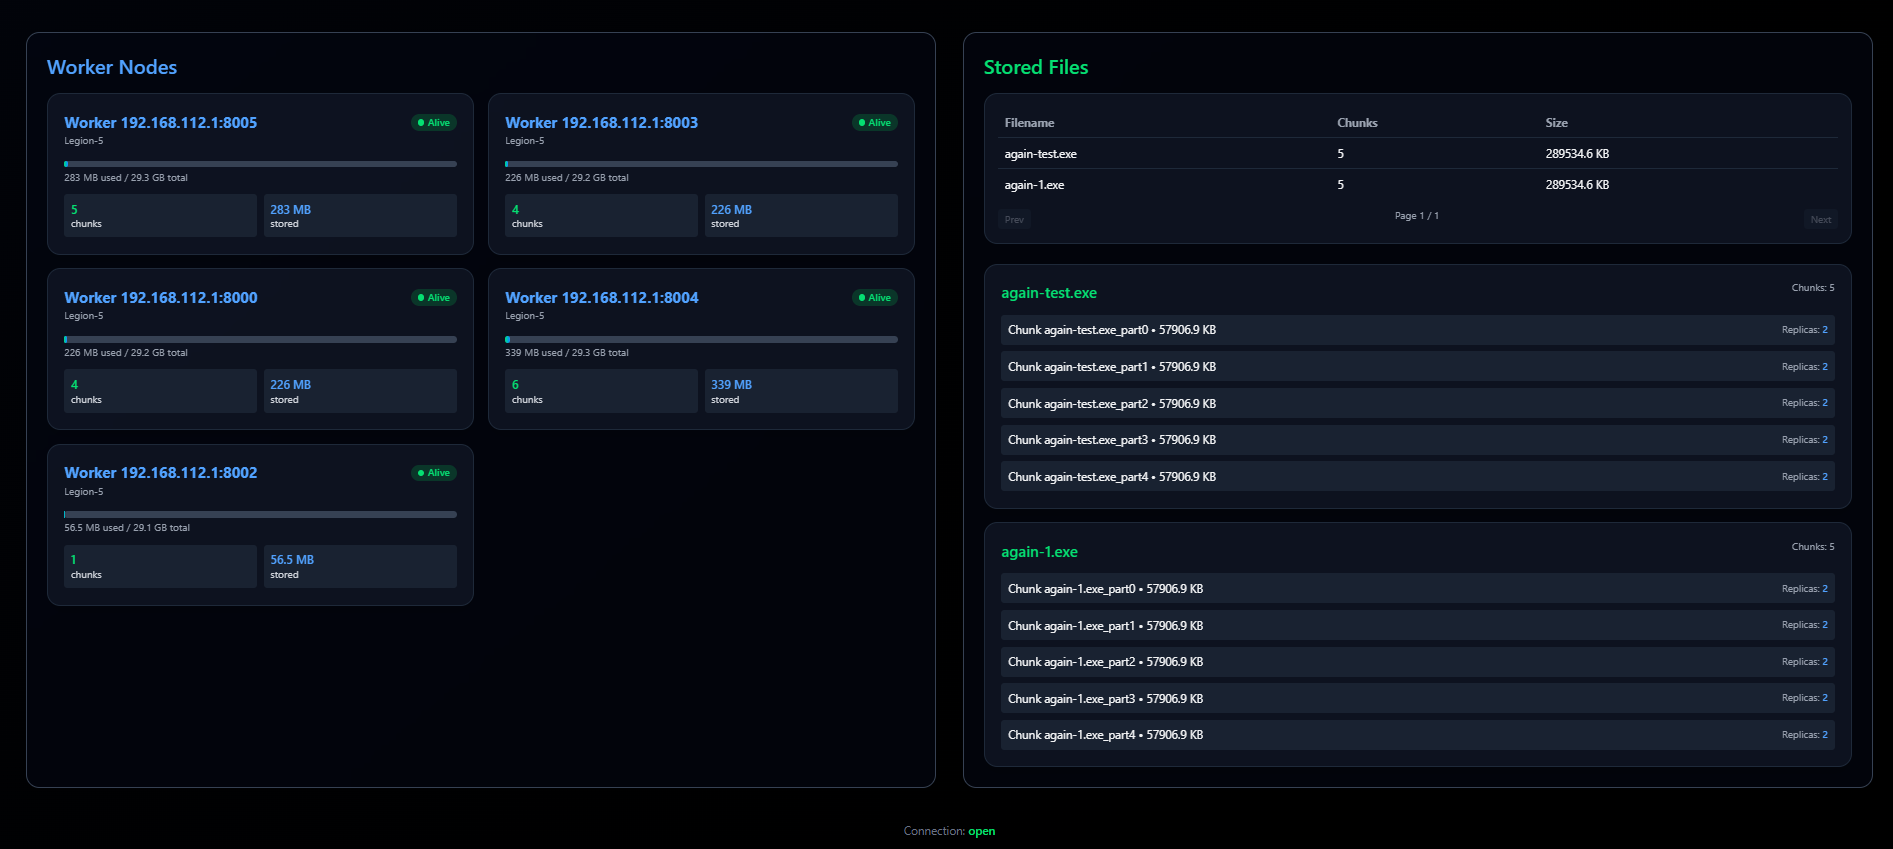 Worker Nodes
Worker 192.168.112.1:8005
Alive
Legion-5
283 MB used / 29.3 GB total
5
chunks
283 MB
stored
Worker 192.168.112.1:8003
Alive
Legion-5
226 MB used / 29.2 GB total
4
chunks
226 MB
stored
Worker 192.168.112.1:8000
Alive
Legion-5
226 MB used / 29.2 GB total
4
chunks
226 MB
stored
Worker 192.168.112.1:8004
Alive
Legion-5
339 MB used / 29.3 GB total
6
chunks
339 MB
stored
Worker 192.168.112.1:8002
Alive
Legion-5
56.5 MB used / 29.1 GB total
1
chunks
56.5 MB
stored
Stored Files
Filename Chunks Size
again-test.exe 5 289534.6 KB
again-1.exe 5 289534.6 KB
Prev Page 1 / 1 Next
again-test.exe Chunks: 5
Chunk again-test.exe_part0 • 57906.9 KB Replicas: 2
Chunk again-test.exe_part1 • 57906.9 KB Replicas: 2
Chunk again-test.exe_part2 • 57906.9 KB Replicas: 2
Chunk again-test.exe_part3 • 57906.9 KB Replicas: 2
Chunk again-test.exe_part4 • 57906.9 KB Replicas: 2
again-1.exe Chunks: 5
Chunk again-1.exe_part0 • 57906.9 KB Replicas: 2
Chunk again-1.exe_part1 • 57906.9 KB Replicas: 2
Chunk again-1.exe_part2 • 57906.9 KB Replicas: 2
Chunk again-1.exe_part3 • 57906.9 KB Replicas: 2
Chunk again-1.exe_part4 • 57906.9 KB Replicas: 2
Connection: open